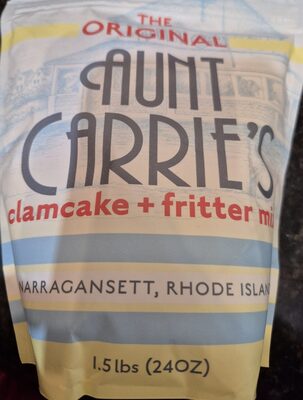 THE
ORIGINAL
AUNT
CARRIE'S
clamcake + fritter mi
NARRAGANSETT, RHODE ISLAN
1.5 lbs (24OZ)